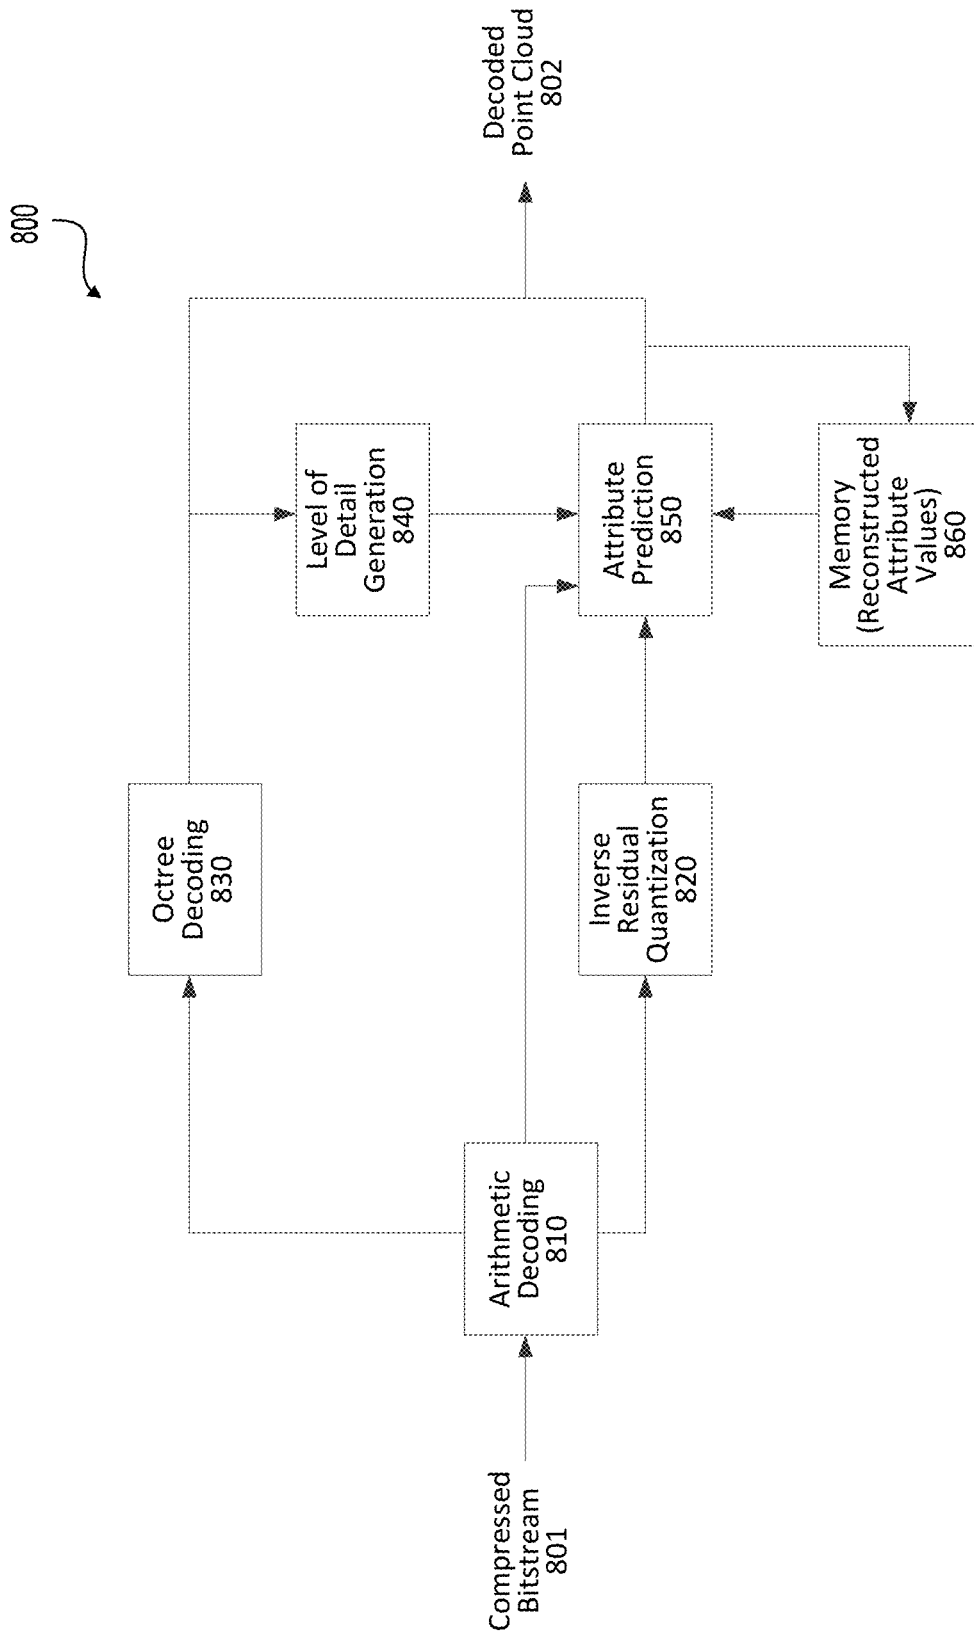 800
Compressed
Bitstream
801
Arithmetic
Decoding
810
Octree
Decoding
830
Inverse
Residual
Quantization
820
Level of
Detail
Generation
840
Attribute
Prediction
850
Memory
(Reconstructed
Attribute
Values)
860
Decoded
Point Cloud
802